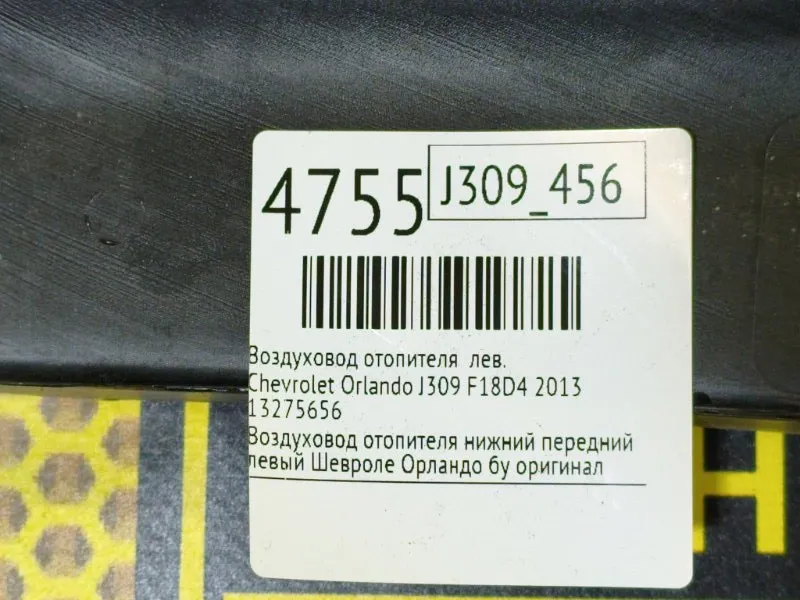 4755 J309_456
Воздуховод отопителя лев.
Chevrolet Orlando J309 F18D4 2013
13275656
Воздуховод отопителя нижний передний
левый Шевроле Орландо бу оригинал
Н